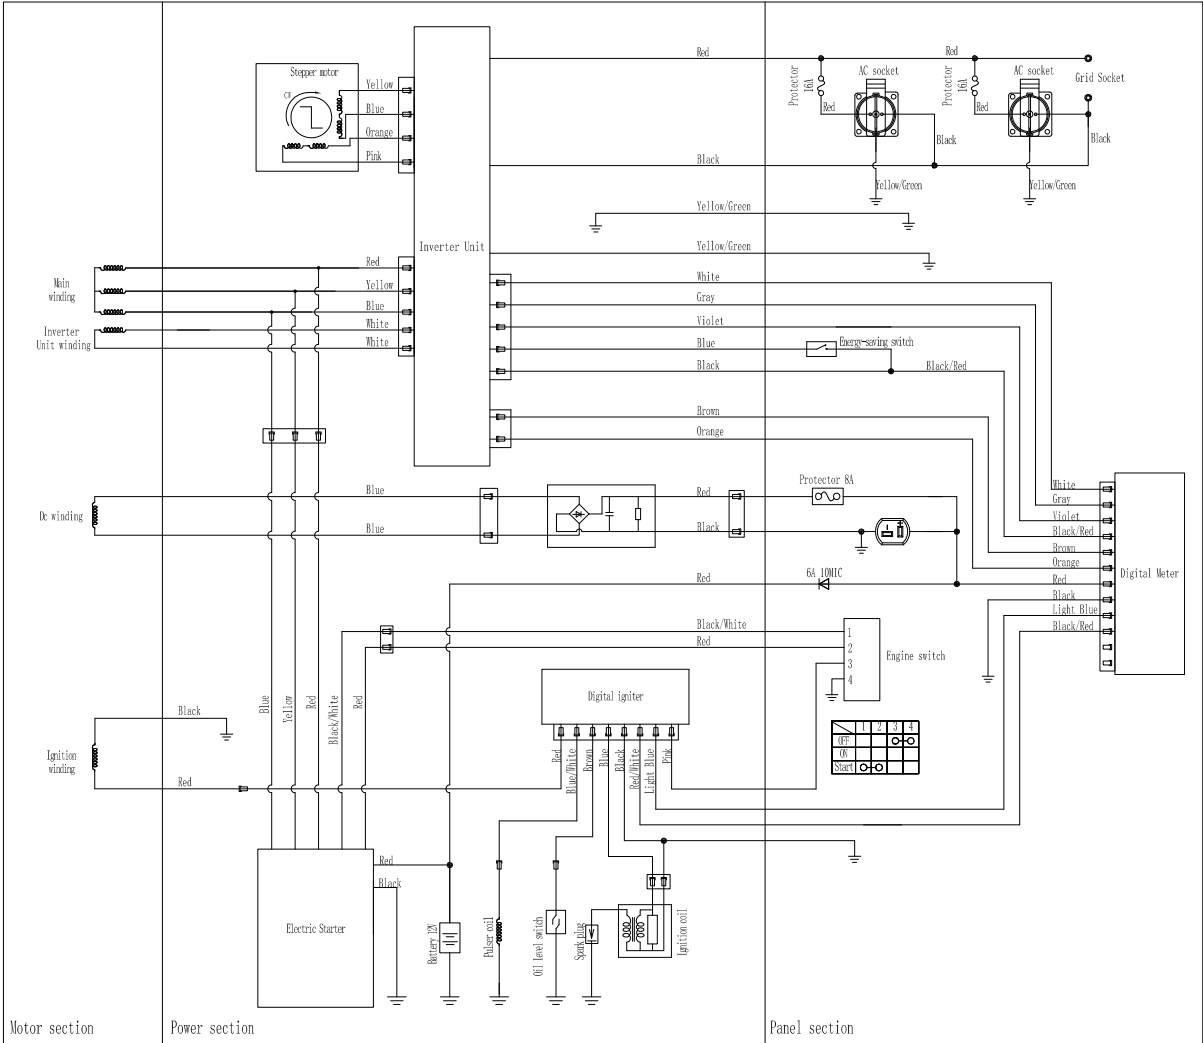 Stepper motor
CW
Yellow
Blue
Orange
Pink
Inverter Unit
Red
Red
Protector
16A
Red
AC socket
Protector
16A
Red
AC socket
Grid Socket
Black
Black
Black
Yellow/Green
Yellow/Green
Yellow/Green
Yellow/Green
Main
winding
Red
Yellow
Blue
Inverter
Unit winding
White
White
White
Gray
Violet
Blue
Energy-saving switch
Black
Black/Red
Brown
Orange
Dc winding
Blue
Blue
Red
Black
Protector 8A
White
Gray
Violet
Black/Red
Brown
Orange
Red
Black
Light Blue
Black/Red
Digital Meter
Red
6A 10MIC
Black/White
Red
1
2
3
4
Engine switch
Digital igniter
Red
Blue/White
Brown
Blue
Black
Red/White
Light Blue
Pink
1 2 3 4
OFF
ON
Start
Blue
Yellow
Red
Black/White
Red
Ignition
winding
Black
Red
Electric Starter
Red
Black
Battery 12V
Pulser coil
Oil level switch
Spark plug
Ignition coil
Motor section
Power section
Panel section